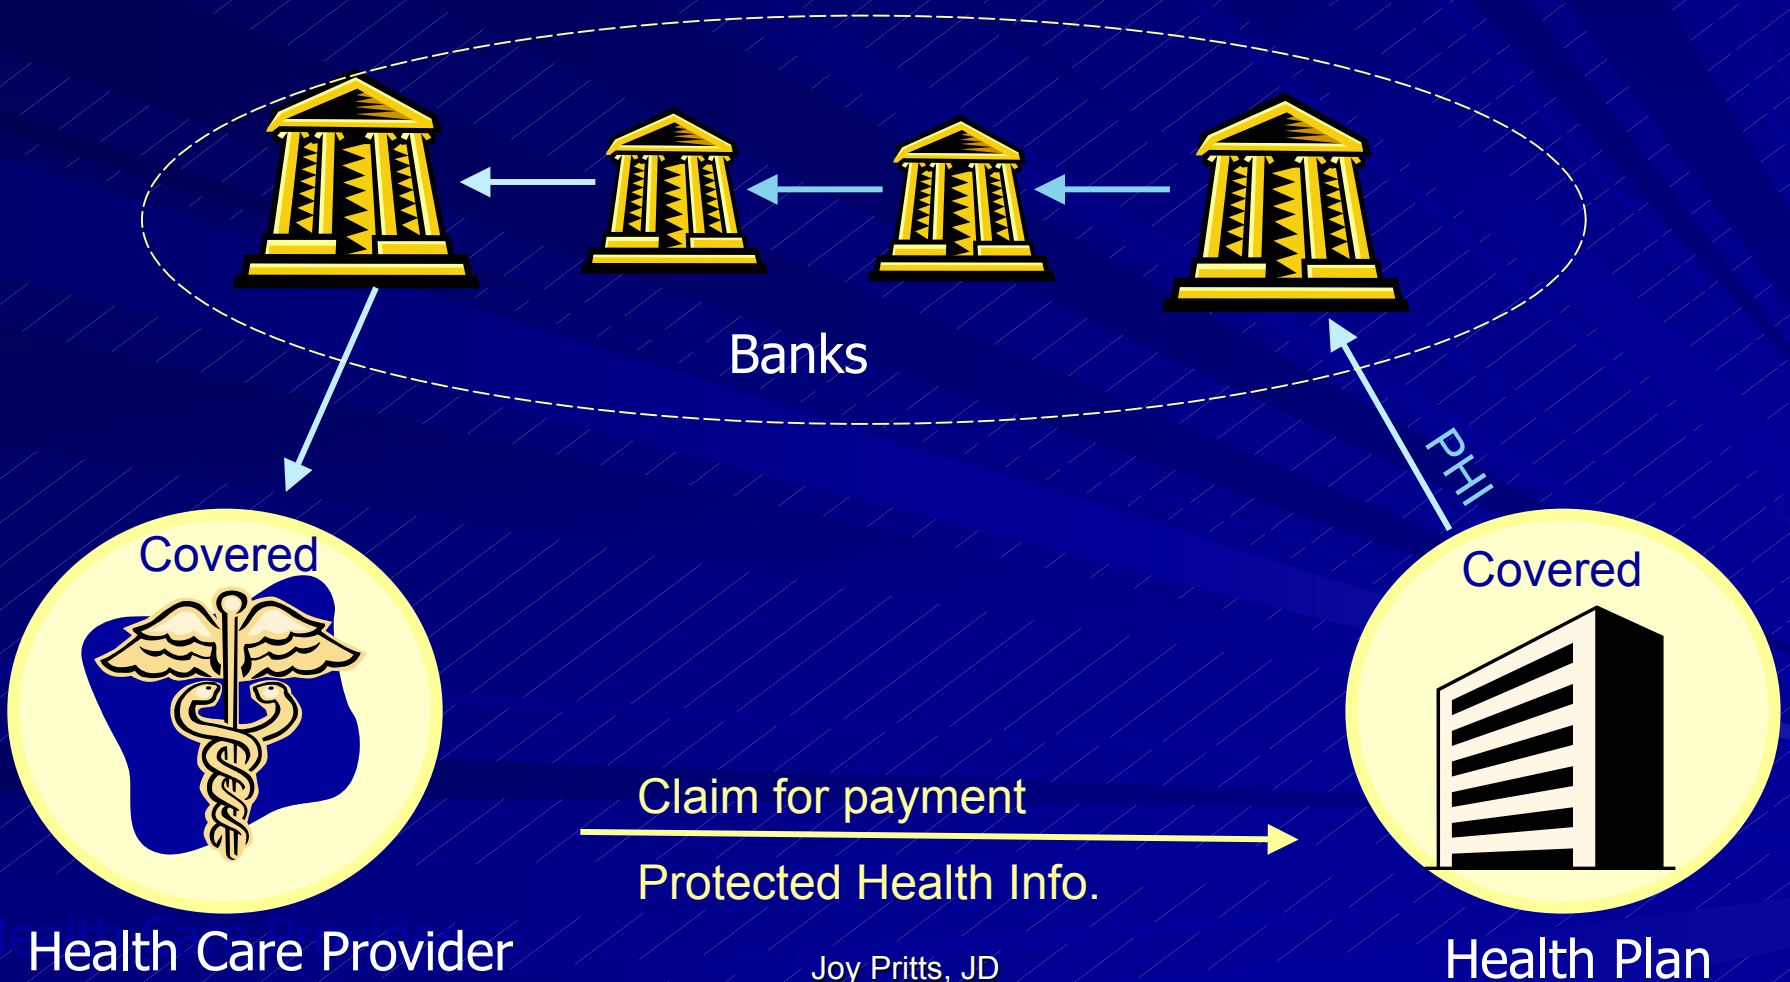 Banks
PHI
Covered
Covered
Claim for payment
Protected Health Info.
Health Care Provider
Health Plan
Joy Pritts, JD